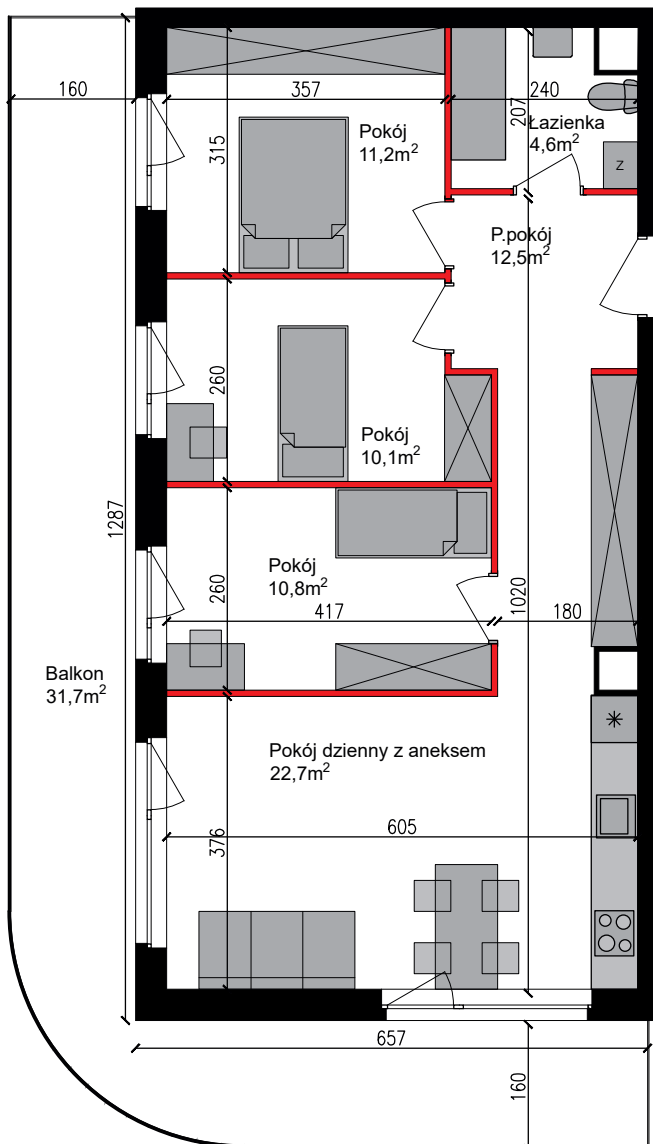 160
357
240
207
315
Pokój
11,2m²
Łazienka
4,6m²
Z
P.pokój
12,5m²
260
Pokój
10,1m²
1287
260
Pokój
10,8m²
417
1020
180
Balkon
31,7m²
Pokój dzienny z aneksem
22,7m²
376
605
657
160